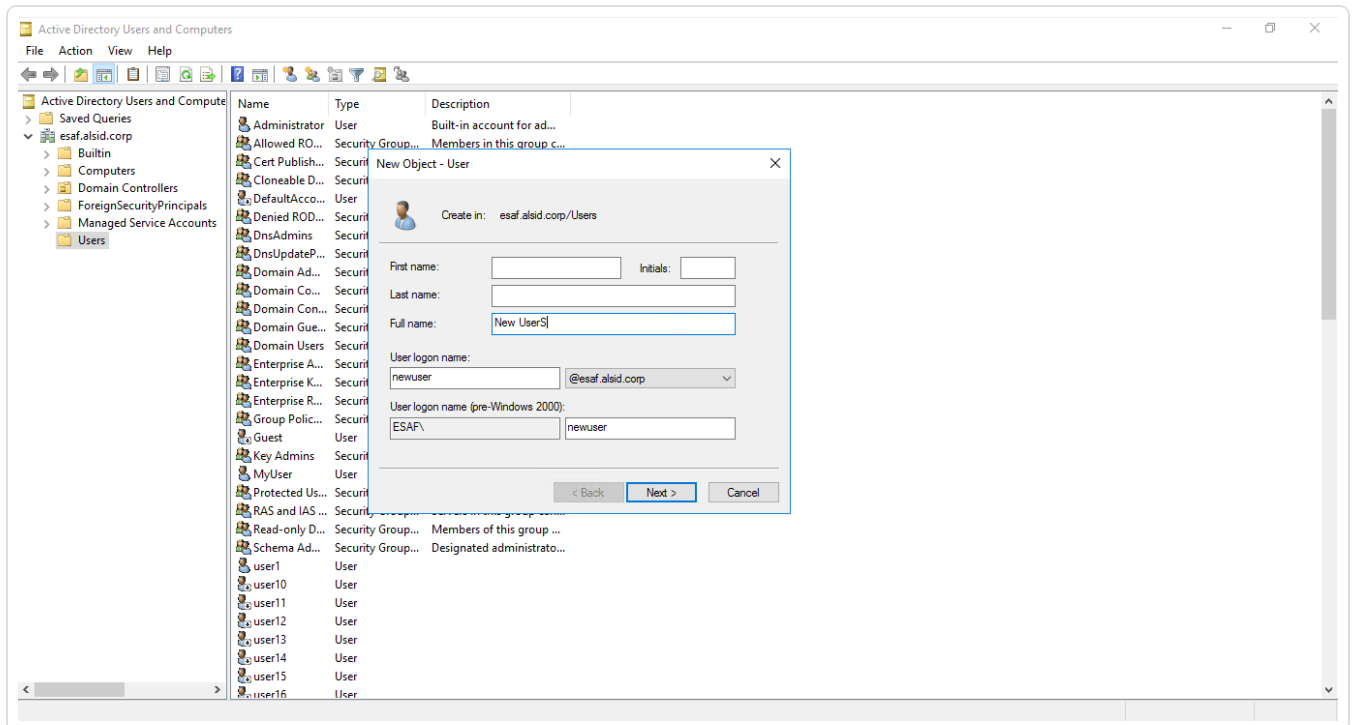 Active Directory Users and Computers
File Action View Help
Active Directory Users and Compute
Saved Queries
esaf.alsid.corp
Builtin
Computers
Domain Controllers
ForeignSecurityPrincipals
Managed Service Accounts
Users
Name Type Description
Administrator User Built-in account for ad...
Allowed RO... Security Group... Members in this group c...
Cert Publish... Securit
Cloneable D... Securit
DefaultAcco... User
Denied ROD... Securit
DnsAdmins Securit
DnsUpdateP... Securit
Domain Ad... Securit
Domain Co... Securit
Domain Con... Securit
Domain Gue... Securit
Domain Users Securit
Enterprise A... Securit
Enterprise K... Securit
Enterprise R... Securit
Group Polic... Securit
Guest User
Key Admins Securit
MyUser User
Protected Us... Securit
RAS and IAS ... Security Group...
Read-only D... Security Group... Members of this group ...
Schema Ad... Security Group... Designated administrato...
user1 User
user10 User
user11 User
user12 User
user13 User
user14 User
user15 User
user16 User
New Object - User
Create in: esaf.alsid.corp/Users
First name: Initials:
Last name:
Full name: New UserS
User logon name:
newuser @esaf.alsid.corp
User logon name (pre-Windows 2000):
ESAF\ newuser
< Back Next > Cancel